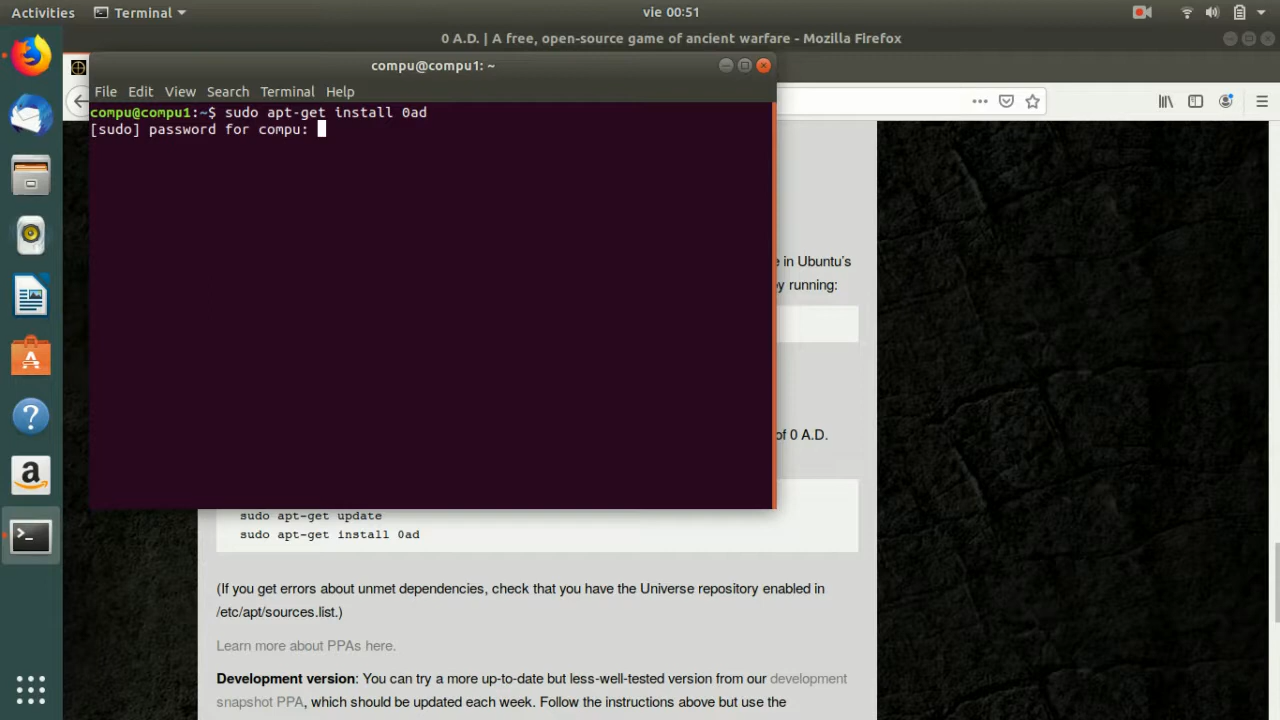 Activities Terminal vie 00:51
0 A.D. | A free, open-source game of ancient warfare - Mozilla Firefox
compu@compu1: ~
File Edit View Search Terminal Help
compu@compu1:~$ sudo apt-get install 0ad
[sudo] password for compu:
e in Ubuntu's
by running:
of 0 A.D.
sudo apt-get update
sudo apt-get install 0ad
(If you get errors about unmet dependencies, check that you have the Universe repository enabled in
/etc/apt/sources.list.)
Learn more about PPAs here.
Development version: You can try a more up-to-date but less-well-tested version from our development
snapshot PPA, which should be updated each week. Follow the instructions above but use the